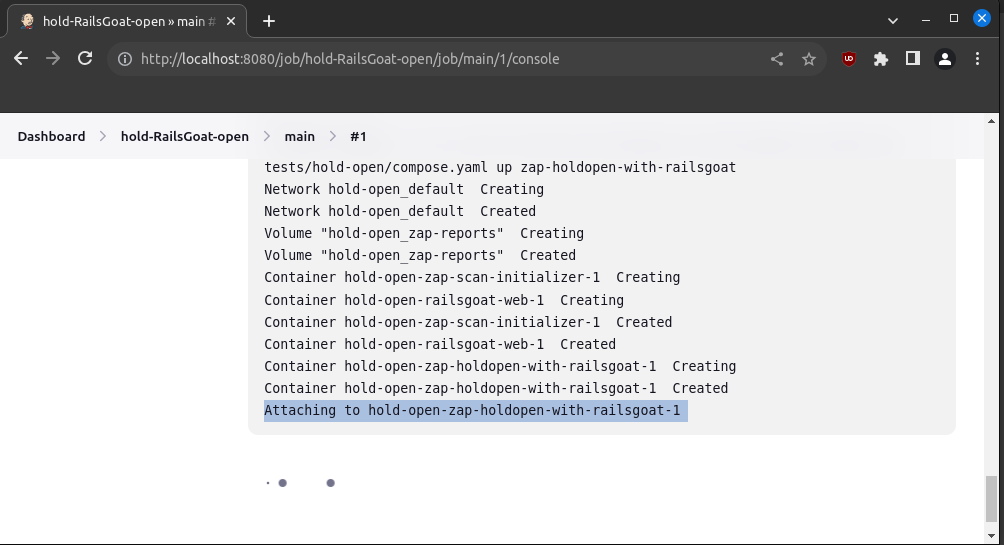 hold-RailsGoat-open » main #
http://localhost:8080/job/hold-RailsGoat-open/job/main/1/console
Dashboard > hold-RailsGoat-open > main > #1
tests/hold-open/compose.yaml up zap-holdopen-with-railsgoat
Network hold-open_default  Creating
Network hold-open_default  Created
Volume "hold-open_zap-reports"  Creating
Volume "hold-open_zap-reports"  Created
Container hold-open-zap-scan-initializer-1  Creating
Container hold-open-railsgoat-web-1  Creating
Container hold-open-zap-scan-initializer-1  Created
Container hold-open-railsgoat-web-1  Created
Container hold-open-zap-holdopen-with-railsgoat-1  Creating
Container hold-open-zap-holdopen-with-railsgoat-1  Created
Attaching to hold-open-zap-holdopen-with-railsgoat-1